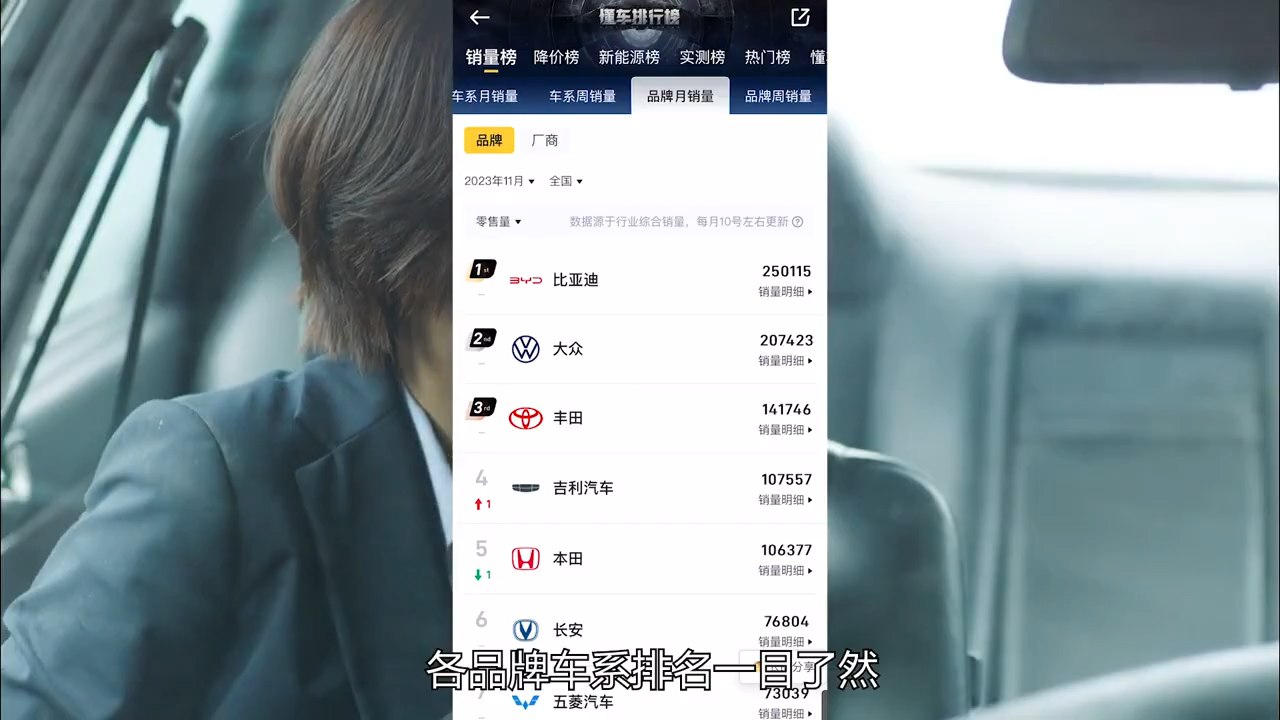 懂车排行榜
销量榜 降价榜 新能源榜 实测榜 热门榜 懂
车系月销量 车系周销量 品牌月销量 品牌周销量
品牌 厂商
2023年11月 全国
零售量 数据源于行业综合销量，每月10号左右更新
1st BYD 比亚迪 250115
销量明细
2nd 大众 207423
销量明细
3rd 丰田 141746
销量明细
4 吉利汽车 107557
1 销量明细
5 本田 106377
1 销量明细
6 长安 76804
销量明细
各品牌车系排名一目了然
分享
7 五菱汽车 73039
销量明细